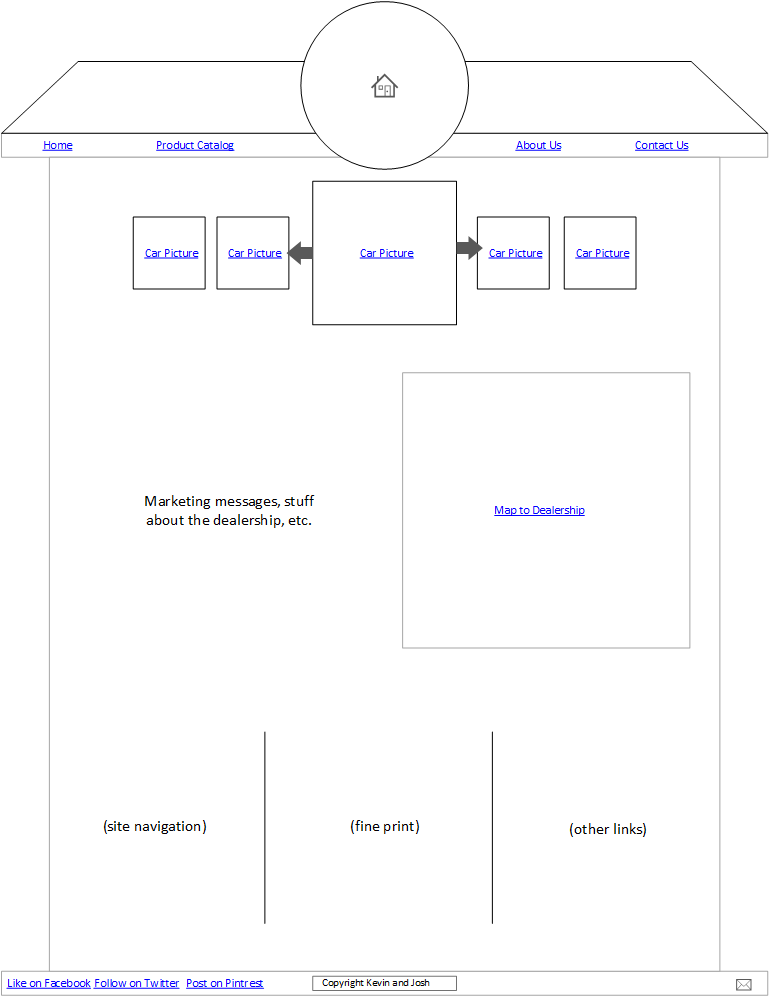 Home
Product Catalog
About Us
Contact Us
Car Picture
Car Picture
Car Picture
Car Picture
Car Picture
Marketing messages, stuff
about the dealership, etc.
Map to Dealership
(site navigation)
(fine print)
(other links)
Like on Facebook Follow on Twitter Post on Pintrest
Copyright Kevin and Josh